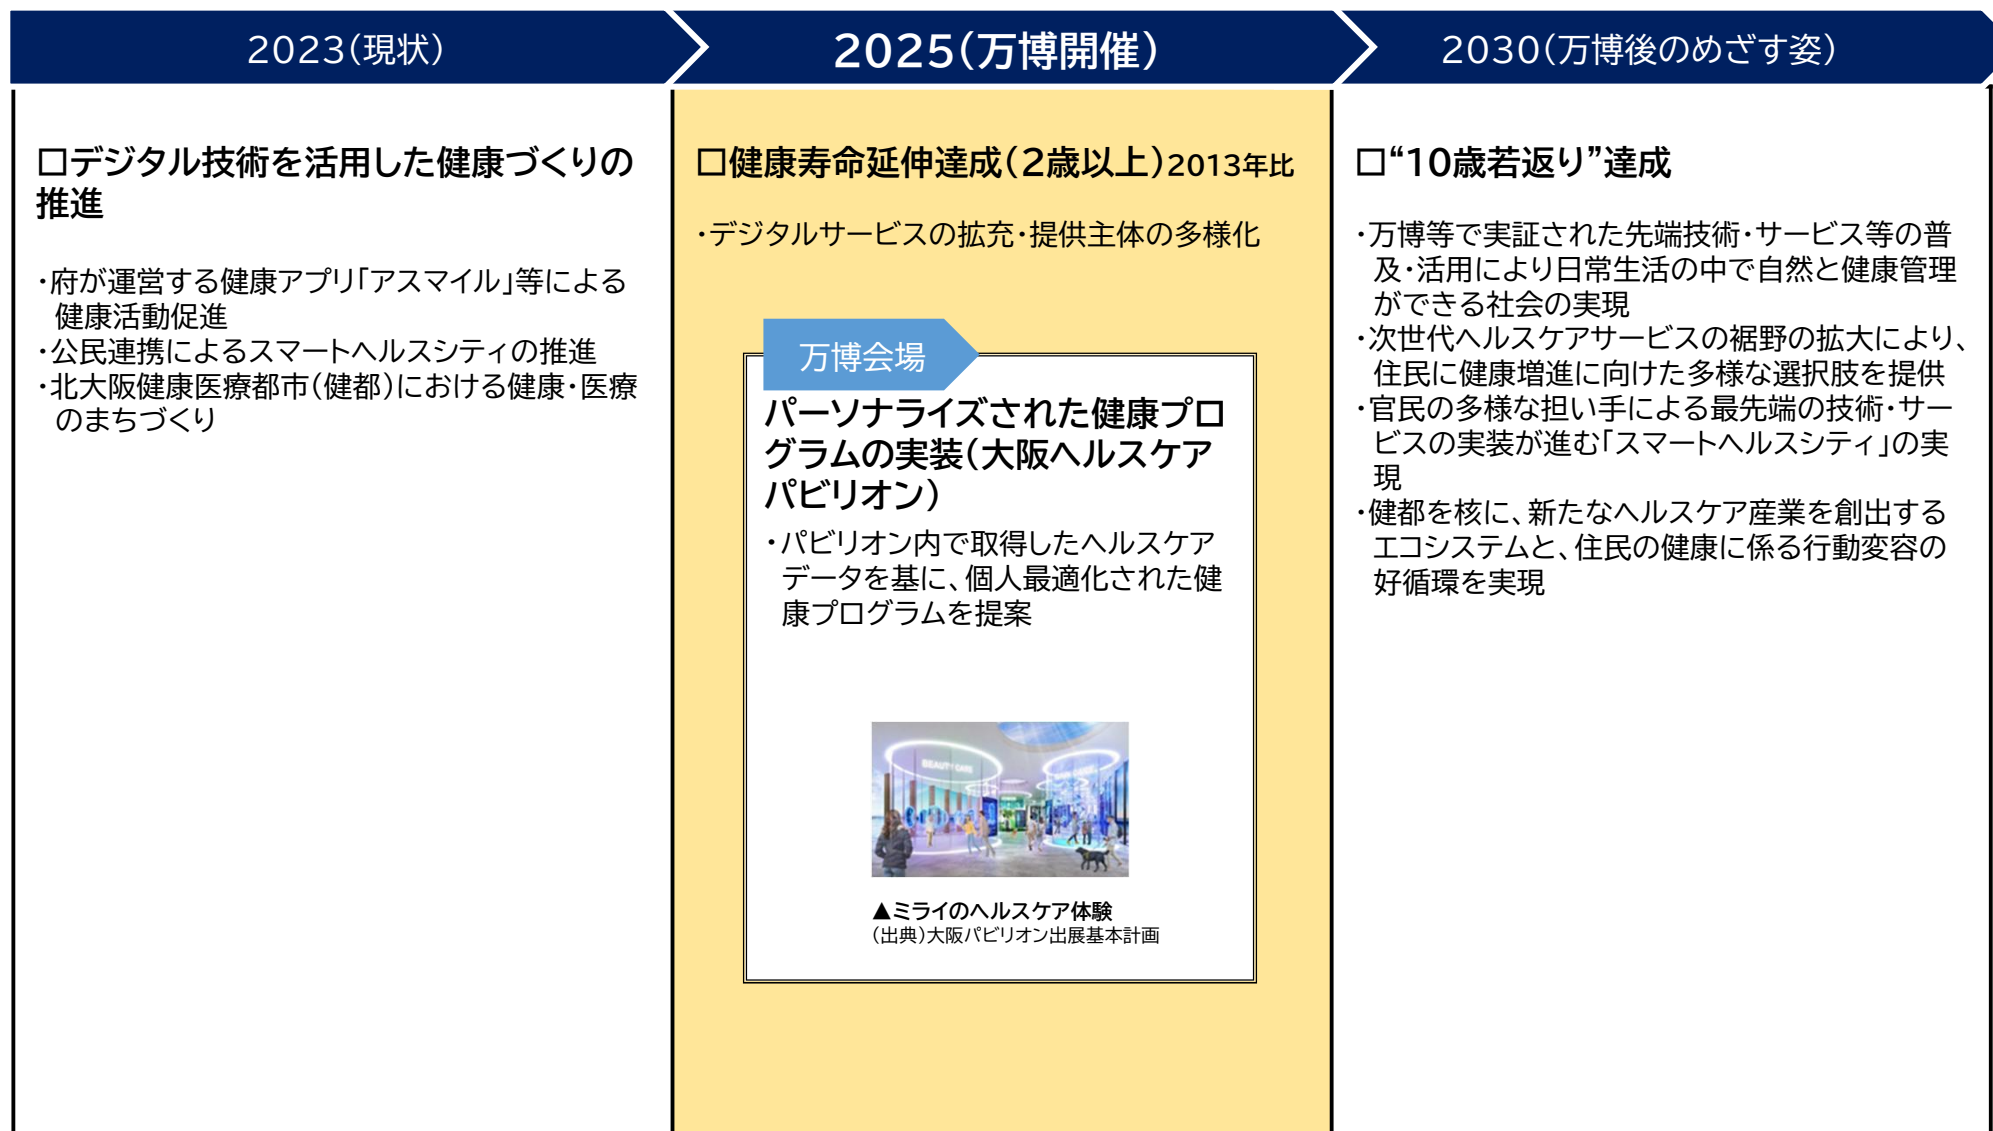 2023(現状)
2025(万博開催)
2030(万博後のめざす姿)
□デジタル技術を活用した健康づくりの
推進
・府が運営する健康アプリ「アスマイル」等による
健康活動促進
・公民連携によるスマートヘルスシティの推進
・北大阪健康医療都市(健都)における健康・医療
のまちづくり
□健康寿命延伸達成(2歳以上)2013年比
・デジタルサービスの拡充・提供主体の多様化
万博会場
パーソナライズされた健康プロ
グラムの実装(大阪ヘルスケア
パビリオン)
・パビリオン内で取得したヘルスケア
データを基に、個人最適化された健
康プログラムを提案
BEAUTY CARE
▲ミライのヘルスケア体験
(出典)大阪パビリオン出展基本計画
□“10歳若返り”達成
・万博等で実証された先端技術・サービス等の普
及・活用により日常生活の中で自然と健康管理
ができる社会の実現
・次世代ヘルスケアサービスの裾野の拡大により、
住民に健康増進に向けた多様な選択肢を提供
・官民の多様な担い手による最先端の技術・サー
ビスの実装が進む「スマートヘルスシティ」の実
現
・健都を核に、新たなヘルスケア産業を創出する
エコシステムと、住民の健康に係る行動変容の
好循環を実現